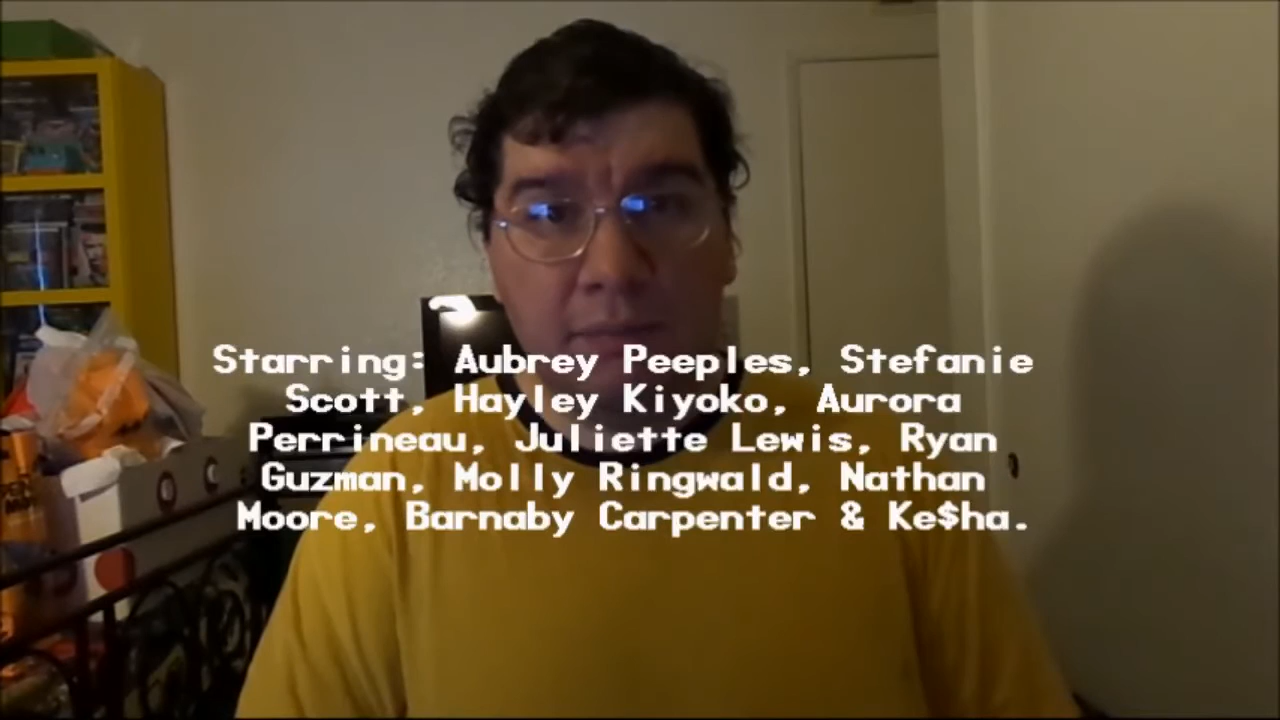 Starring: Aubrey Peeples, Stefanie
Scott, Hayley Kiyoko, Aurora
Perrineau, Juliette Lewis, Ryan
Guzman, Molly Ringwald, Nathan
Moore, Barnaby Carpenter & Ke$ha.